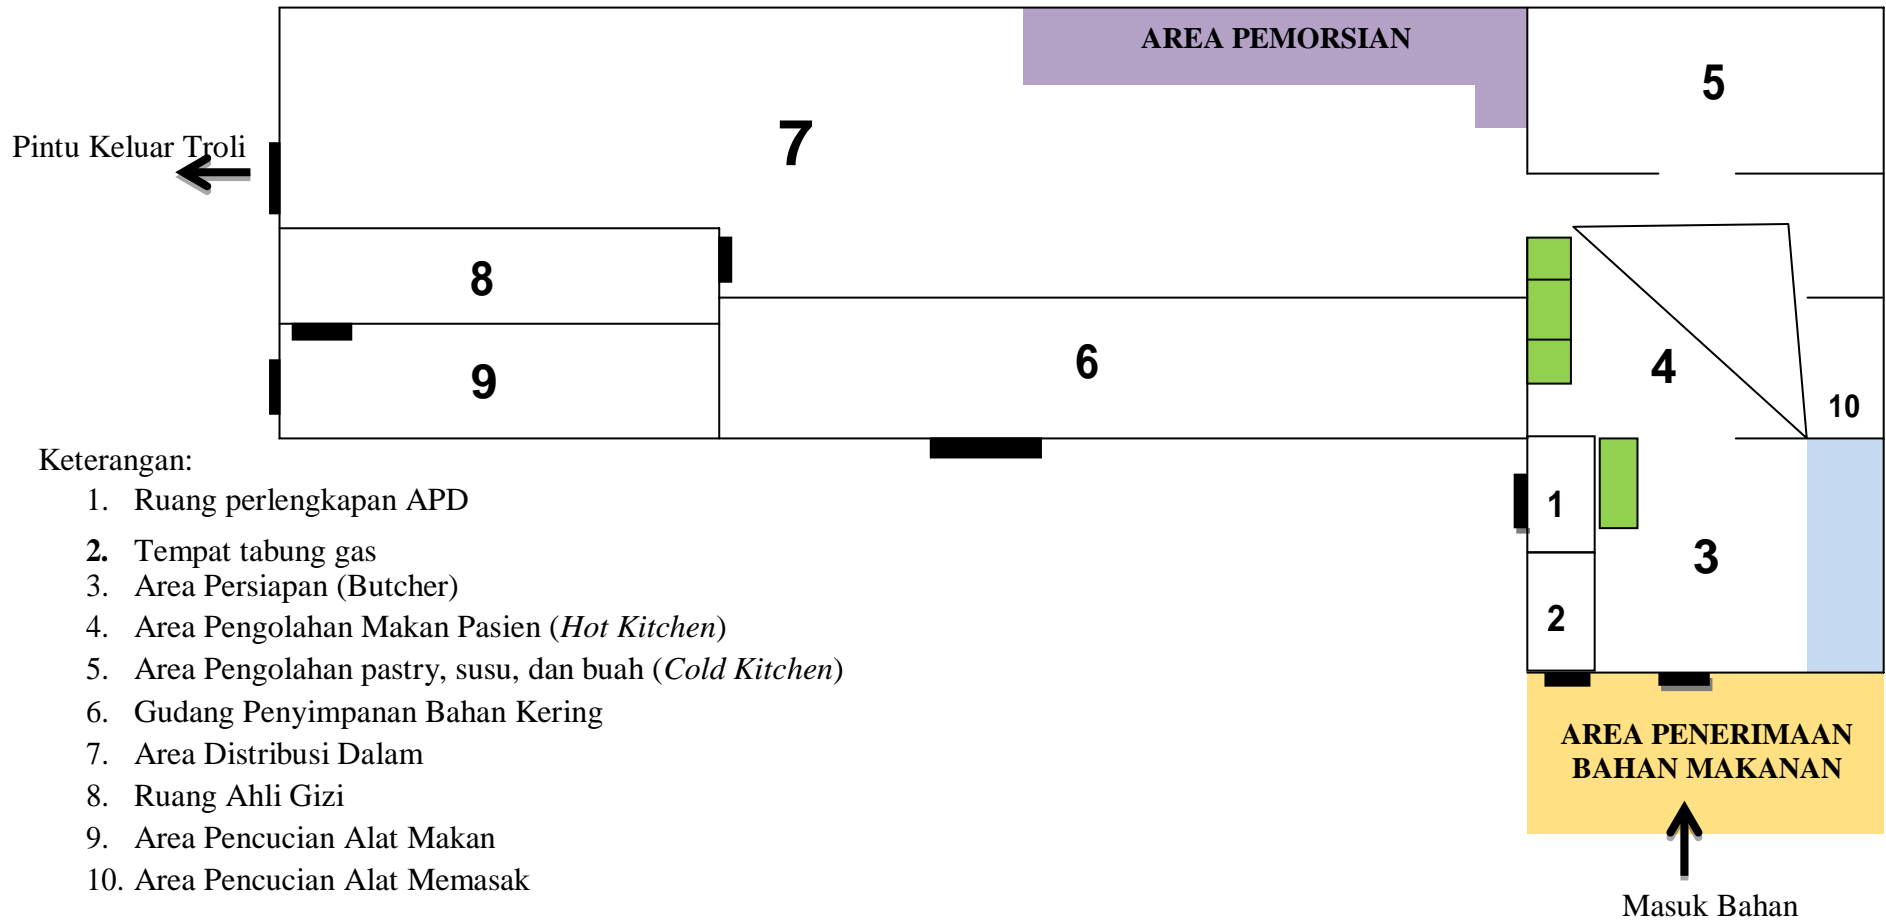 AREA PEMORSIAN
5
Pintu Keluar Troli
7
8
6
4
9
10
Keterangan:
1. Ruang perlengkapan APD
2. Tempat tabung gas
3. Area Persiapan (Butcher)
4. Area Pengolahan Makan Pasien (Hot Kitchen)
5. Area Pengolahan pastry, susu, dan buah (Cold Kitchen)
6. Gudang Penyimpanan Bahan Kering
7. Area Distribusi Dalam
8. Ruang Ahli Gizi
9. Area Pencucian Alat Makan
10. Area Pencucian Alat Memasak
1
3
2
AREA PENERIMAAN
BAHAN MAKANAN
Masuk Bahan